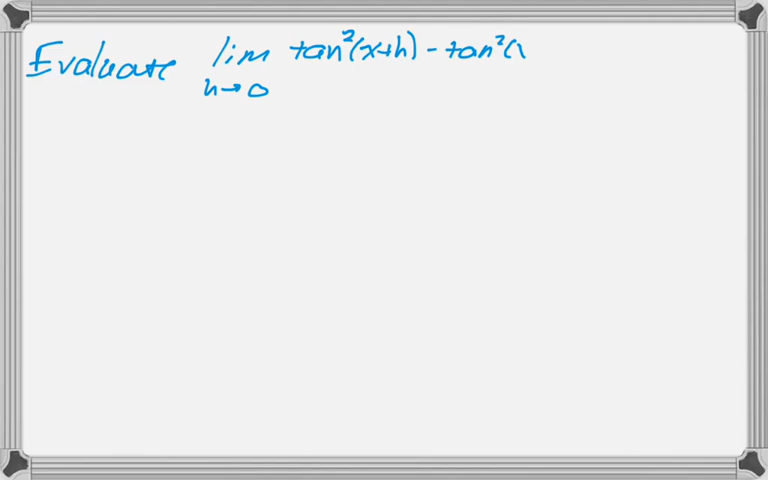 Evaluate lim tan²(x+h) - tan²(
h→0